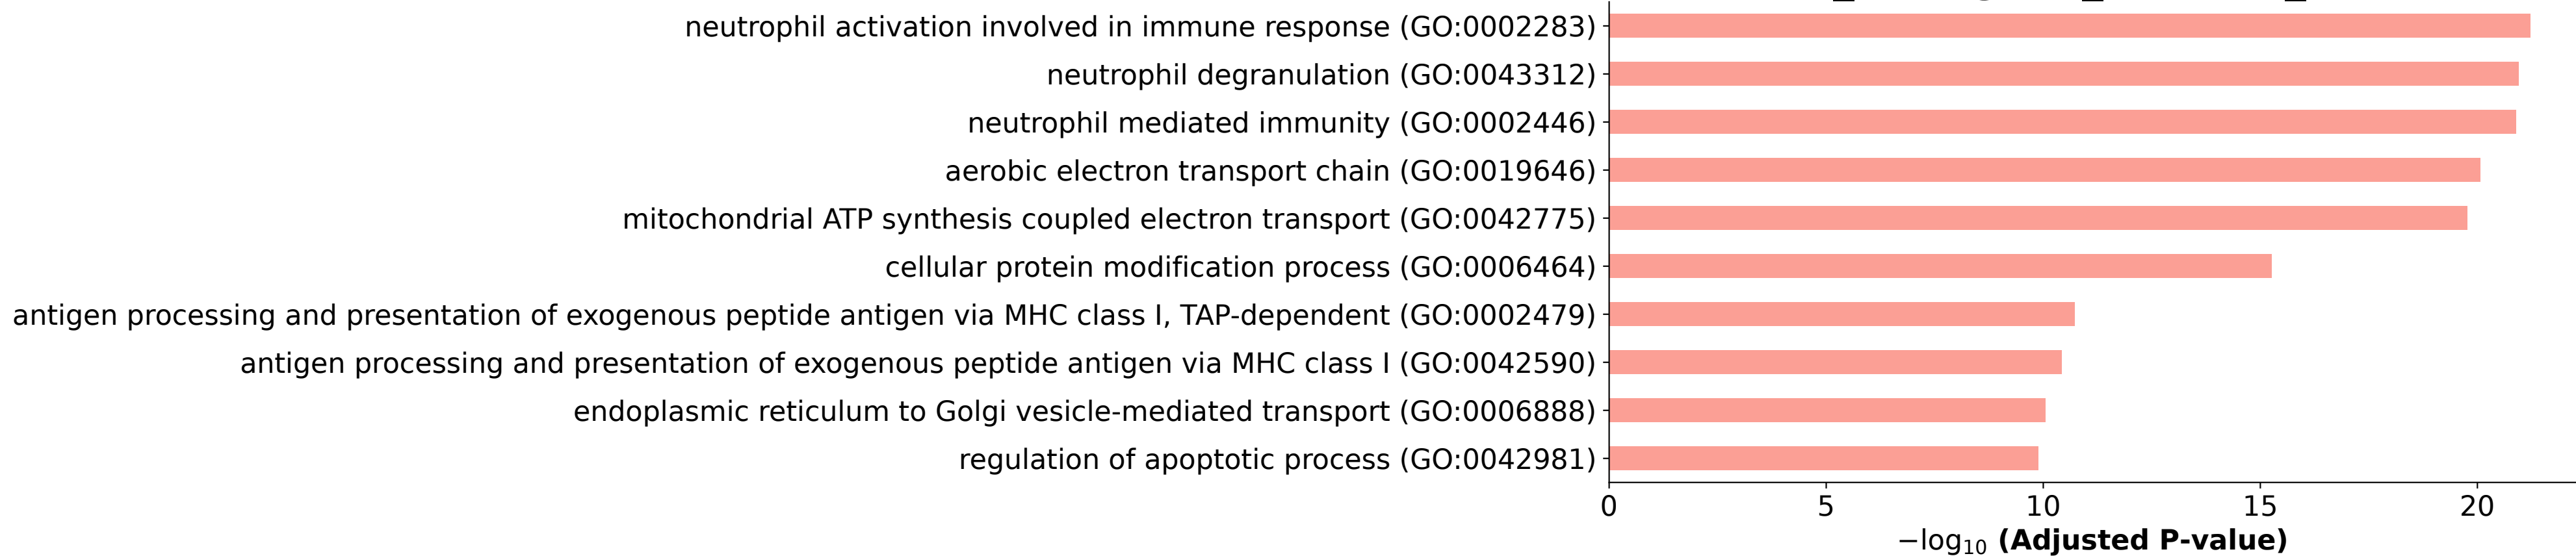 neutrophil activation involved in immune response (GO:0002283)
neutrophil degranulation (GO:0043312)
neutrophil mediated immunity (GO:0002446)
aerobic electron transport chain (GO:0019646)
mitochondrial ATP synthesis coupled electron transport (GO:0042775)
cellular protein modification process (GO:0006464)
antigen processing and presentation of exogenous peptide antigen via MHC class I, TAP-dependent (GO:0002479)
antigen processing and presentation of exogenous peptide antigen via MHC class I (GO:0042590)
endoplasmic reticulum to Golgi vesicle-mediated transport (GO:0006888)
regulation of apoptotic process (GO:0042981)
0 5 10 15 20
−log₁₀ (Adjusted P-value)